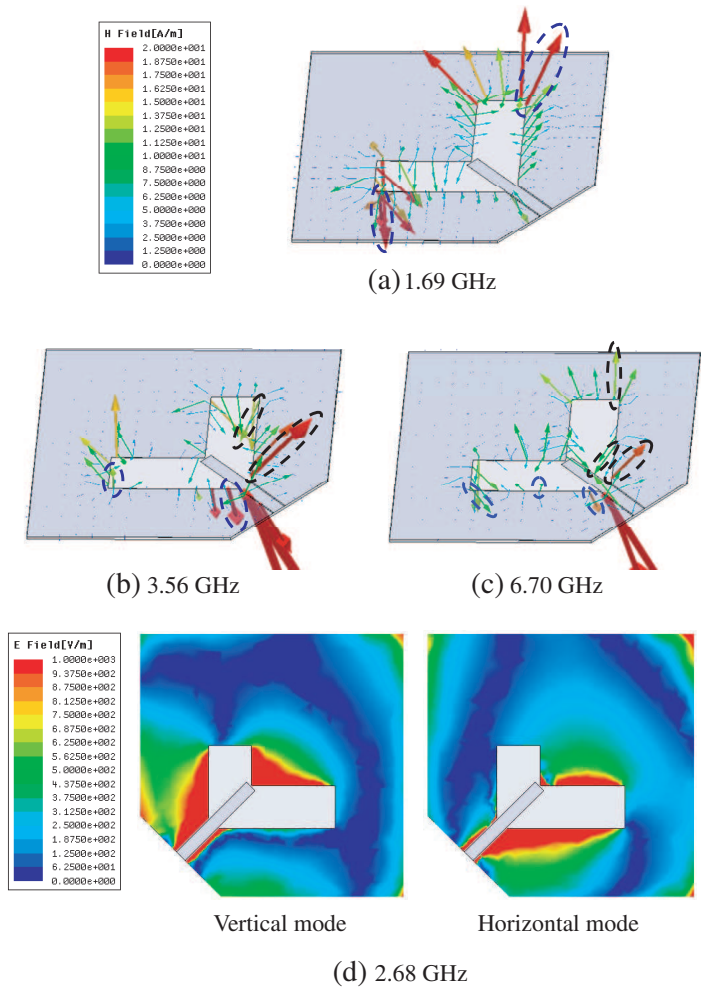 H Field[A/m]
2.0000e+001
1.8750e+001
1.7500e+001
1.6250e+001
1.5000e+001
1.3750e+001
1.2500e+001
1.1250e+001
1.0000e+001
8.7500e+000
7.5000e+000
6.2500e+000
5.0000e+000
3.7500e+000
2.5000e+000
1.2500e+000
0.0000e+000
(a) 1.69 GHz
(b) 3.56 GHz
(c) 6.70 GHz
E Field[V/m]
1.0000e+003
9.3750e+002
8.7500e+002
8.1250e+002
7.5000e+002
6.8750e+002
6.2500e+002
5.6250e+002
5.0000e+002
4.3750e+002
3.7500e+002
3.1250e+002
2.5000e+002
1.8750e+002
1.2500e+002
6.2500e+001
0.0000e+000
Vertical mode
Horizontal mode
(d) 2.68 GHz